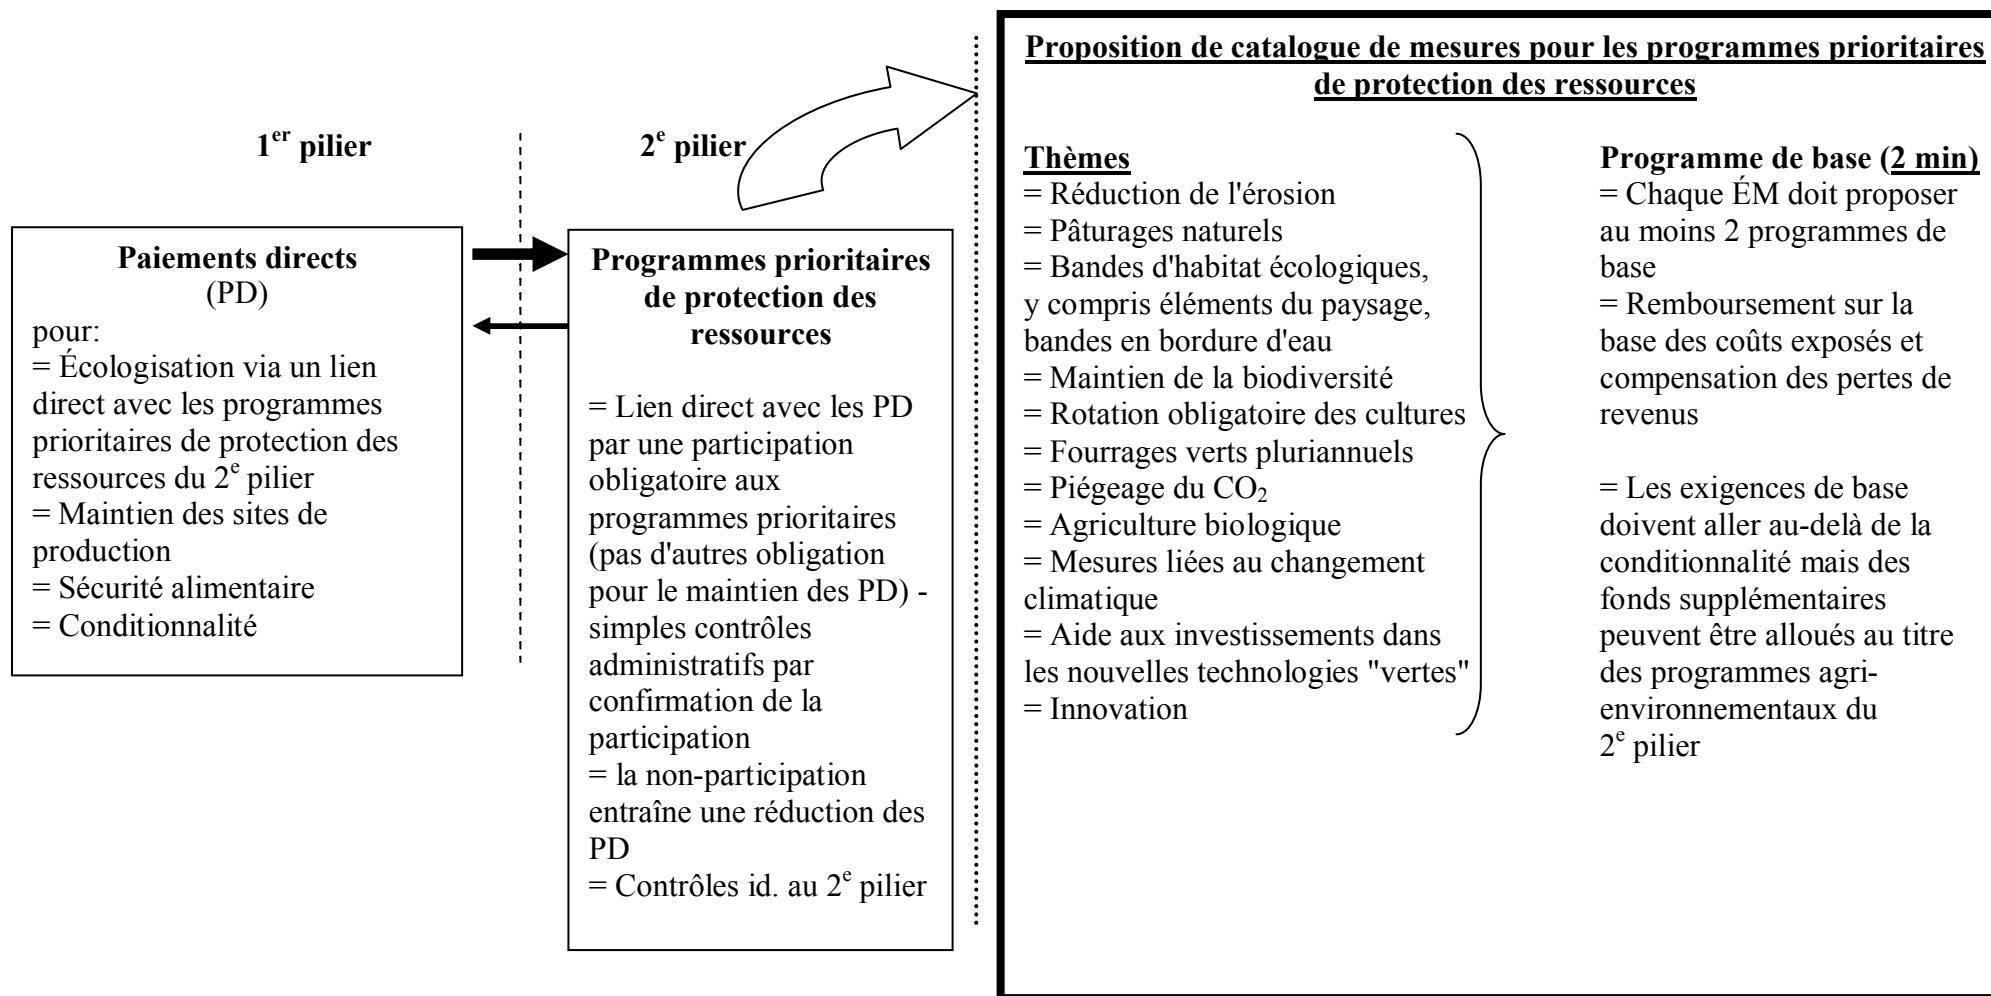 1er pilier
2e pilier
Paiements directs
(PD)
pour:
= Écologisation via un lien
direct avec les programmes
prioritaires de protection des
ressources du 2e pilier
= Maintien des sites de
production
= Sécurité alimentaire
= Conditionnalité
Programmes prioritaires
de protection des
ressources
= Lien direct avec les PD
par une participation
obligatoire aux
programmes prioritaires
(pas d'autres obligation
pour le maintien des PD) -
simples contrôles
administratifs par
confirmation de la
participation
= la non-participation
entraîne une réduction des
PD
= Contrôles id. au 2e pilier
Proposition de catalogue de mesures pour les programmes prioritaires
de protection des ressources
Thèmes
= Réduction de l'érosion
= Pâturages naturels
= Bandes d'habitat écologiques,
y compris éléments du paysage,
bandes en bordure d'eau
= Maintien de la biodiversité
= Rotation obligatoire des cultures
= Fourrages verts pluriannuels
= Piégeage du CO2
= Agriculture biologique
= Mesures liées au changement
climatique
= Aide aux investissements dans
les nouvelles technologies "vertes"
= Innovation
Programme de base (2 min)
= Chaque ÉM doit proposer
au moins 2 programmes de
base
= Remboursement sur la
base des coûts exposés et
compensation des pertes de
revenus
= Les exigences de base
doivent aller au-delà de la
conditionnalité mais des
fonds supplémentaires
peuvent être alloués au titre
des programmes agri-
environnementaux du
2e pilier